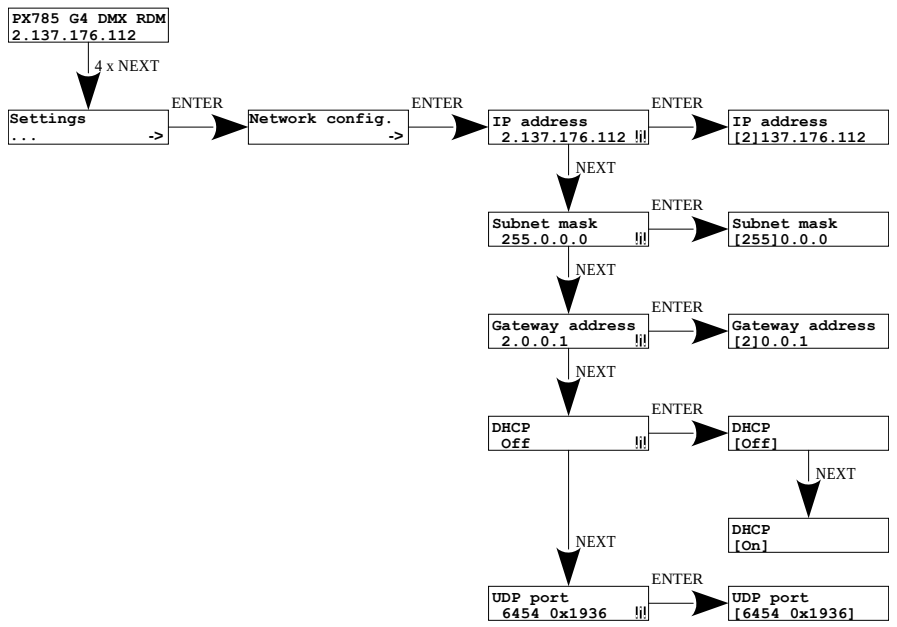 PX785 G4 DMX RDM
2.137.176.112
4 x NEXT
Settings
... ->
ENTER
Network config.
->
ENTER
IP address
2.137.176.112 !i!
ENTER
IP address
[2]137.176.112
NEXT
Subnet mask
255.0.0.0 !i!
ENTER
Subnet mask
[255]0.0.0
NEXT
Gateway address
2.0.0.1 !i!
ENTER
Gateway address
[2]0.0.1
NEXT
DHCP
Off !i!
ENTER
DHCP
[Off]
NEXT
DHCP
[On]
NEXT
UDP port
6454 0x1936 !i!
ENTER
UDP port
[6454 0x1936]